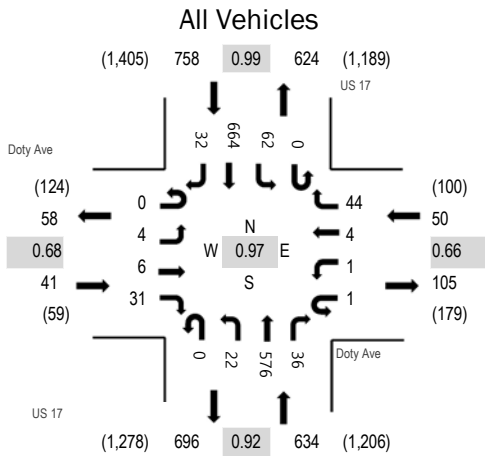 All Vehicles
(1,405) 758 0.99 624 (1,189)
US 17
32 664 62 0
Doty Ave
(124) 0 44 (100)
58 4 N 4 50
0.68 W 0.97 E 0.66
41 6 S 1 105
(59) 31 1 (179)
0 22 576 36
Doty Ave
US 17
(1,278) 696 0.92 634 (1,206)